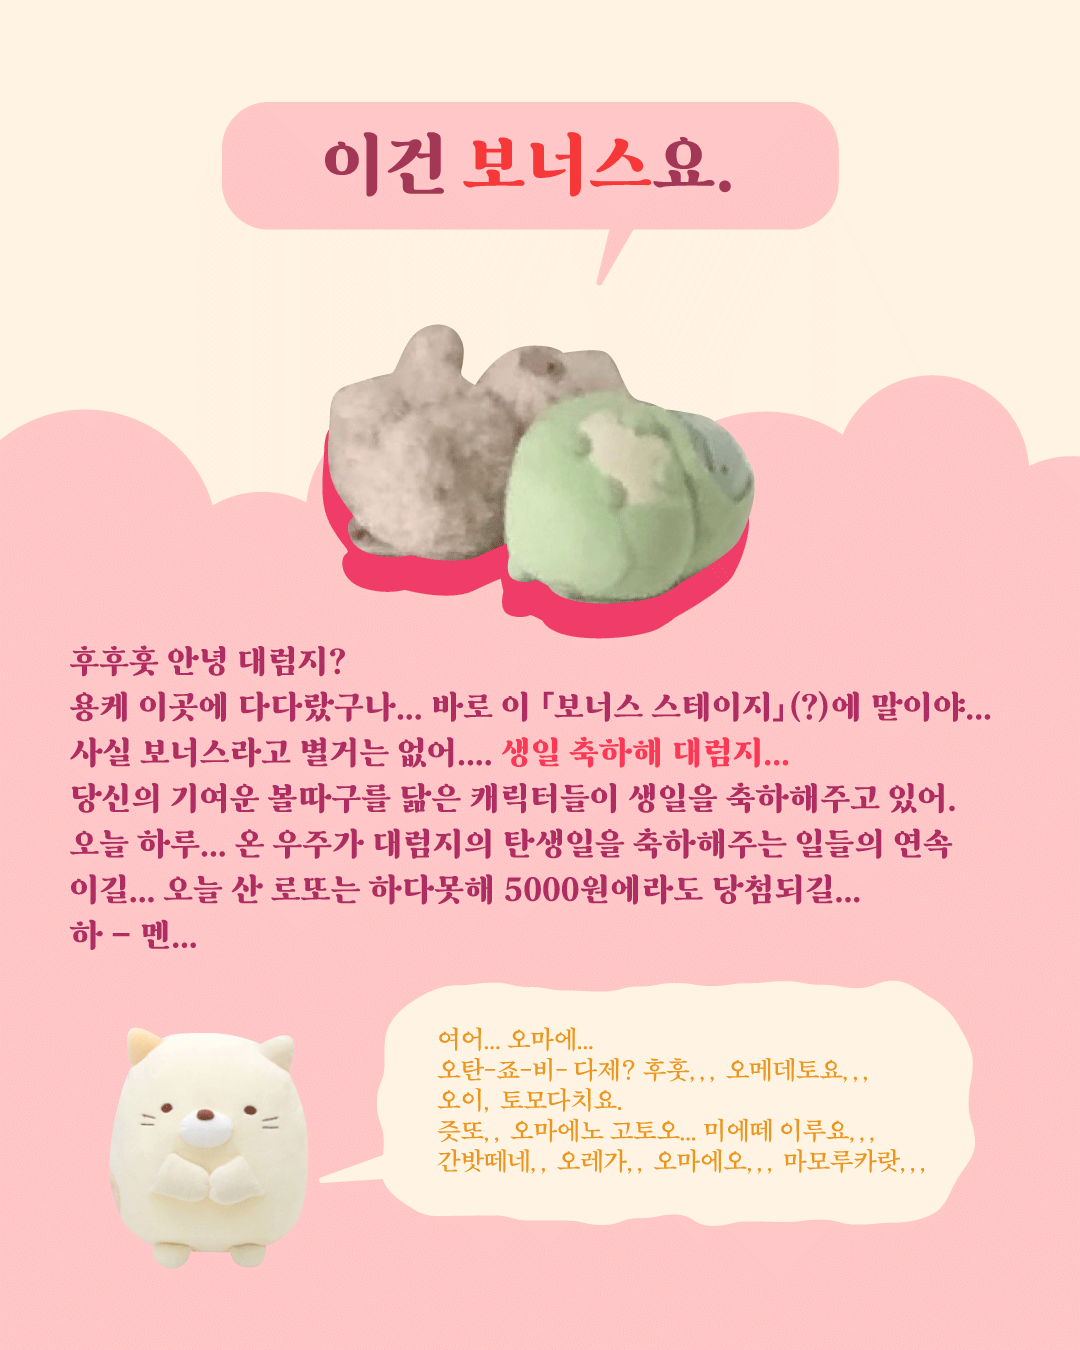 이건 보너스요.
후후훗 안녕 대럼지?
용케 이곳에 다다랐구나... 바로 이 「보너스 스테이지」(?)에 말이야...
사실 보너스라고 별거는 없어.... 생일 축하해 대럼지...
당신의 기여운 볼따구를 닮은 캐릭터들이 생일을 축하해주고 있어.
오늘 하루... 온 우주가 대럼지의 탄생일을 축하해주는 일들의 연속
이길... 오늘 산 로또는 하다못해 5000원에라도 당첨되길...
하 - 멘...
여어... 오마에...
오탄-죠-비- 다제? 후훗,,, 오메데토요,,,
오이, 토모다치요.
즛또,, 오마에노 고토오... 미에떼 이루요,,,
간밧떼네,, 오레가,, 오마에오,,, 마모루카랏,,,